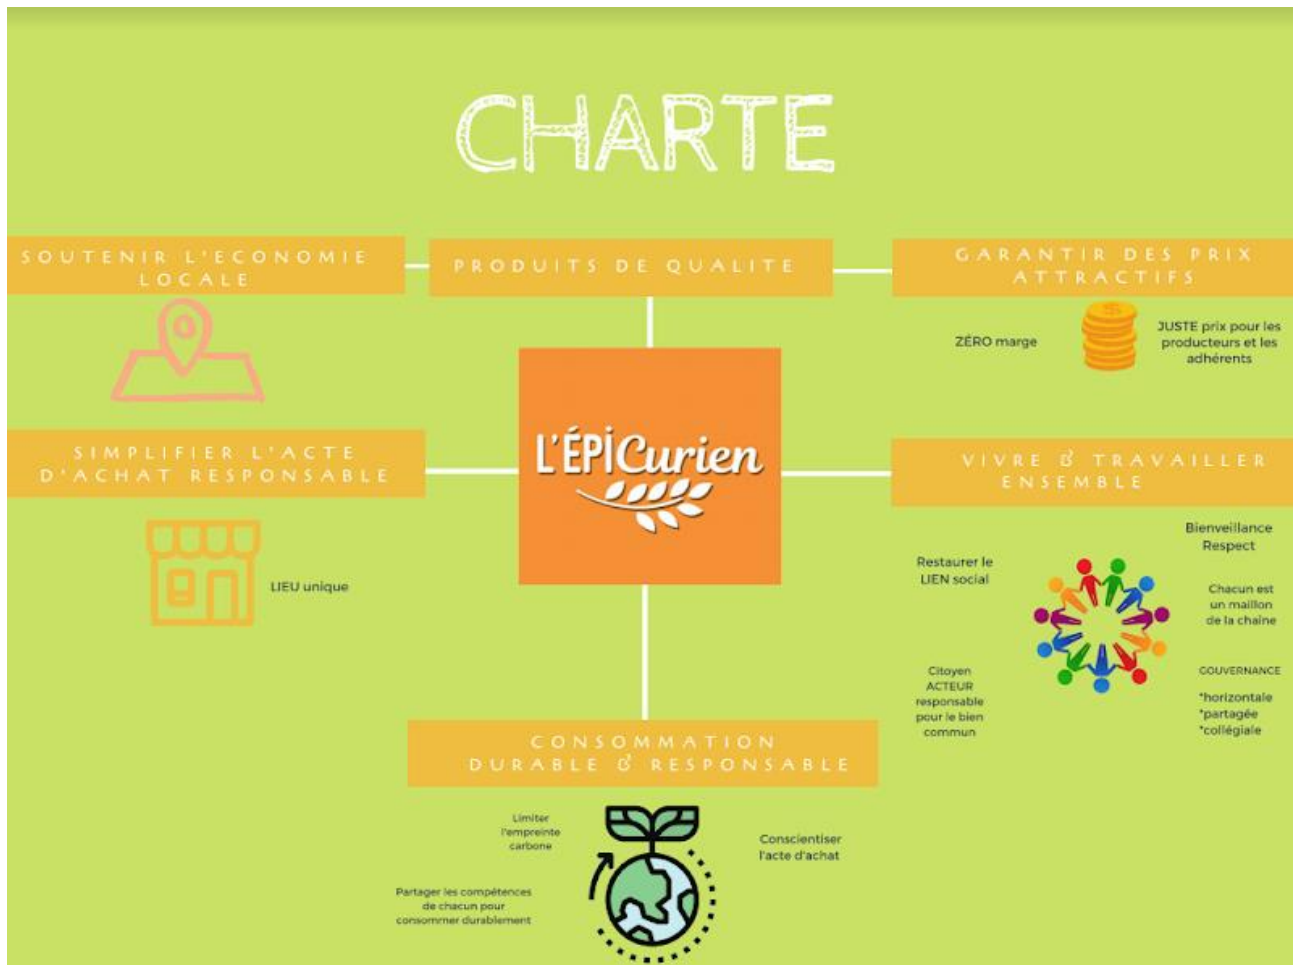 CHARTE
SOUTENIR L'ECONOMIE
LOCALE
PRODUITS DE QUALITE
GARANTIR DES PRIX
ATTRACTIFS
ZÉRO marge
JUSTE prix pour les
producteurs et les
adhérents
SIMPLIFIER L'ACTE
D'ACHAT RESPONSABLE
LIEU unique
L'ÉPICurien
VIVRE & TRAVAILLER
ENSEMBLE
Restaurer le
LIEN social
Bienveillance
Respect
Chacun est
un maillon
de la chaine
Citoyen
ACTEUR
responsable
pour le bien
commun
GOUVERNANCE
*horizontale
*partagée
*collégiale
CONSOMMATION
DURABLE & RESPONSABLE
Limiter
l'empreinte
carbone
Conscientiser
l'acte d'achat
Partager les compétences
de chacun pour
consommer durablement